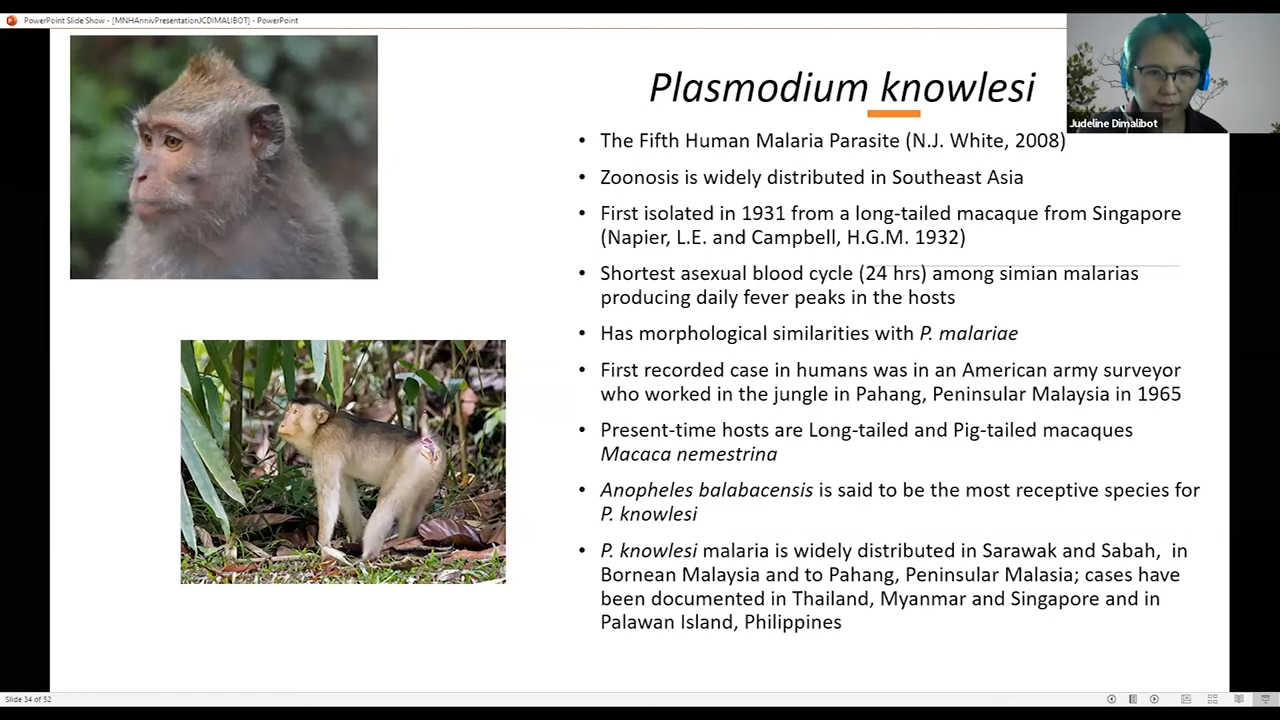 PowerPoint Slide Show - [MNHAnnivPresentationJCDIMALIBOT] - PowerPoint
Plasmodium knowlesi
Judeline Dimalibot
• The Fifth Human Malaria Parasite (N.J. White, 2008)
• Zoonosis is widely distributed in Southeast Asia
• First isolated in 1931 from a long-tailed macaque from Singapore
(Napier, L.E. and Campbell, H.G.M. 1932)
• Shortest asexual blood cycle (24 hrs) among simian malarias
producing daily fever peaks in the hosts
• Has morphological similarities with P. malariae
• First recorded case in humans was in an American army surveyor
who worked in the jungle in Pahang, Peninsular Malaysia in 1965
• Present-time hosts are Long-tailed and Pig-tailed macaques
Macaca nemestrina
• Anopheles balabacensis is said to be the most receptive species for
P. knowlesi
• P. knowlesi malaria is widely distributed in Sarawak and Sabah, in
Bornean Malaysia and to Pahang, Peninsular Malasia; cases have
been documented in Thailand, Myanmar and Singapore and in
Palawan Island, Philippines
Slide 34 of 52